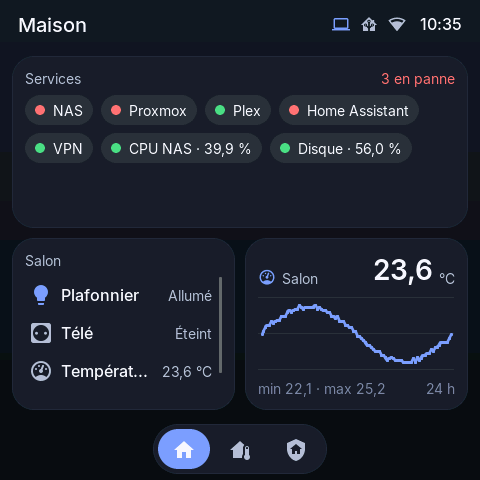 Maison 10:35
Services 3 en panne
NAS Proxmox Plex Home Assistant
VPN CPU NAS · 39,9 % Disque · 56,0 %
Salon
Plafonnier Allumé
Télé Éteint
Températ… 23,6 °C
Salon 23,6 °C
min 22,1 · max 25,2 24 h